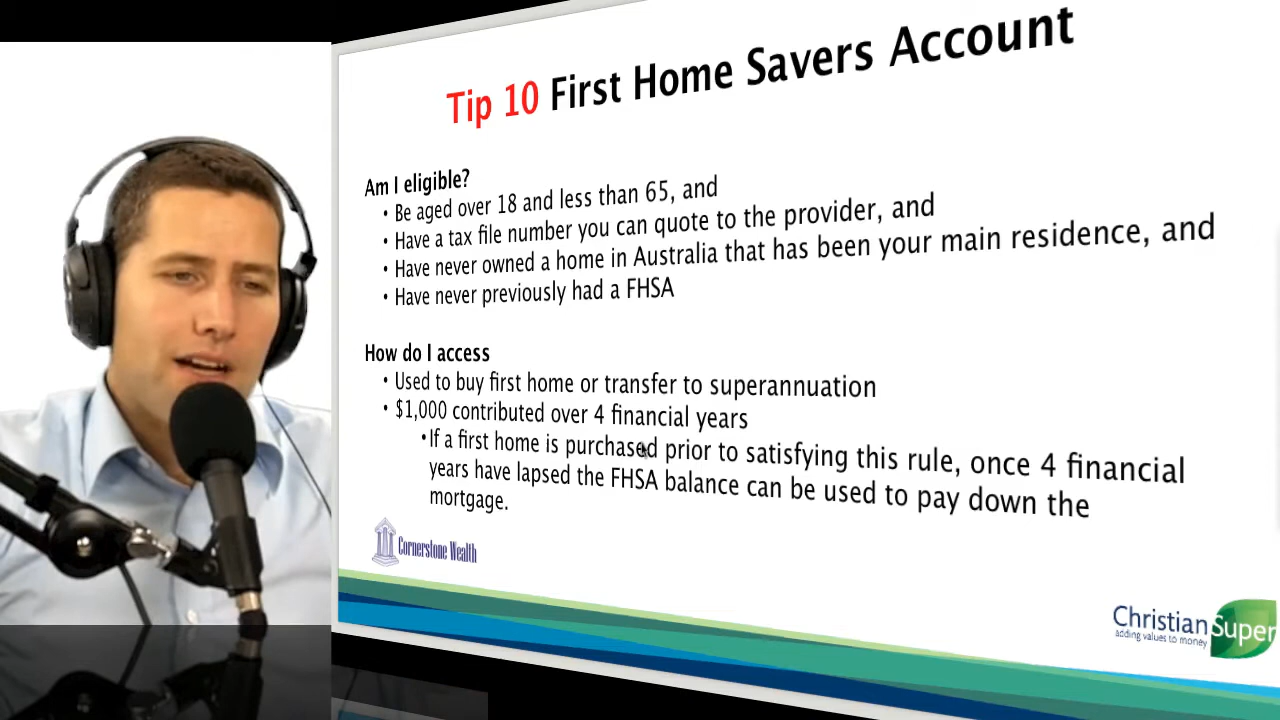 Tip 10 First Home Savers Account
Am I eligible?
• Be aged over 18 and less than 65, and
• Have a tax file number you can quote to the provider, and
• Have never owned a home in Australia that has been your main residence, and
• Have never previously had a FHSA
How do I access
• Used to buy first home or transfer to superannuation
• $1,000 contributed over 4 financial years
• If a first home is purchased prior to satisfying this rule, once 4 financial
years have lapsed the FHSA balance can be used to pay down the
mortgage.
Cornerstone Wealth
ChristianSuper
adding values to money